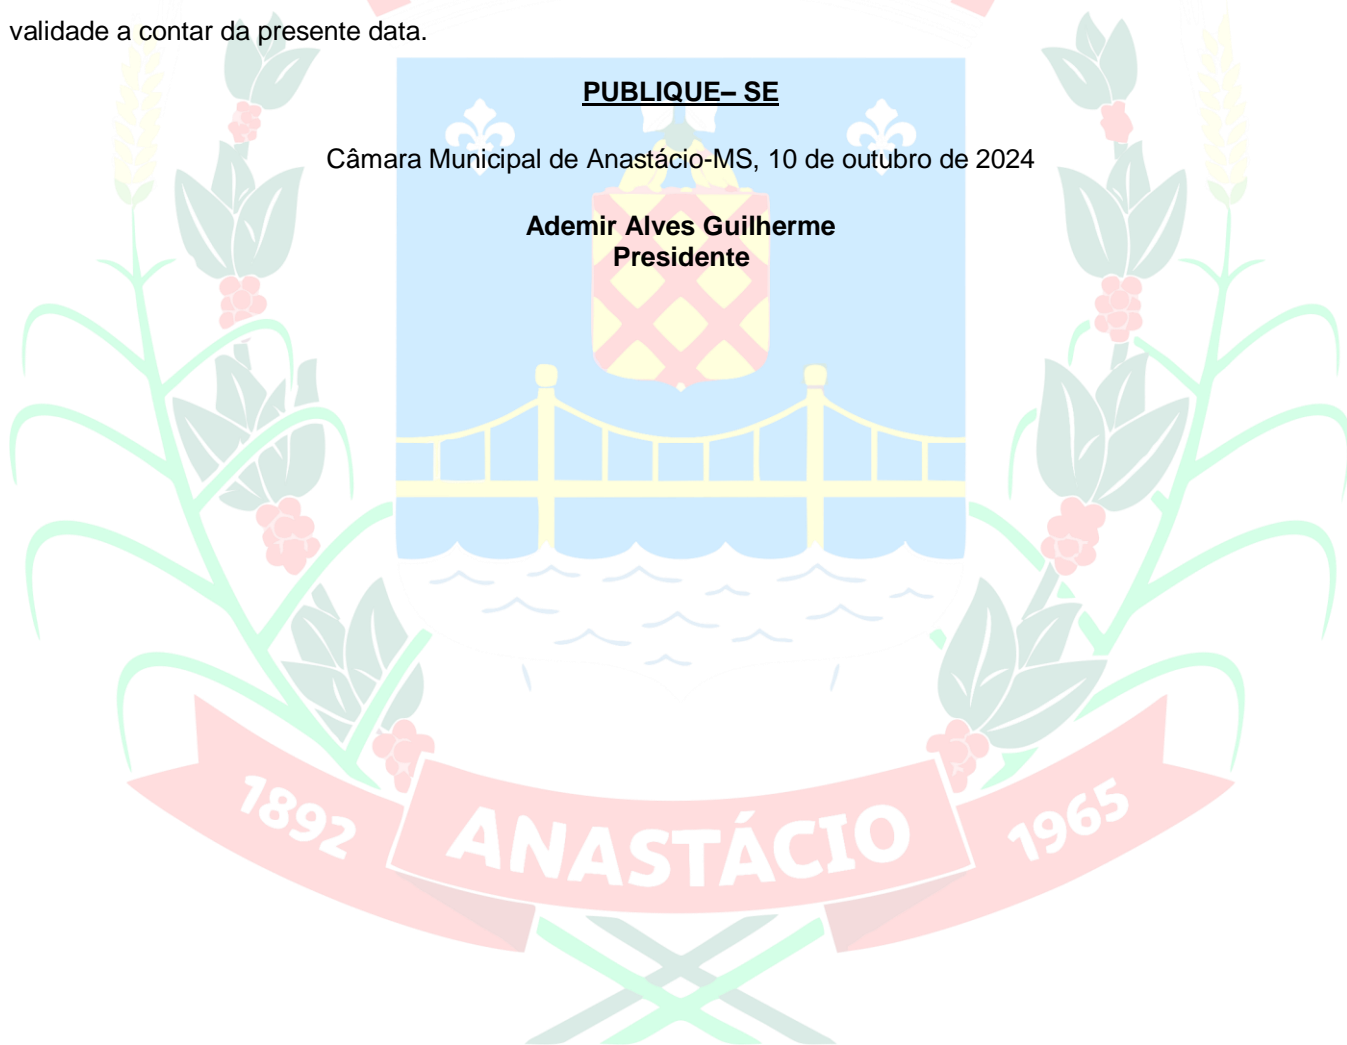 validade a contar da presente data.
PUBLIQUE– SE
Câmara Municipal de Anastácio-MS, 10 de outubro de 2024
Ademir Alves Guilherme
Presidente
1892
ANASTÁCIO
1965